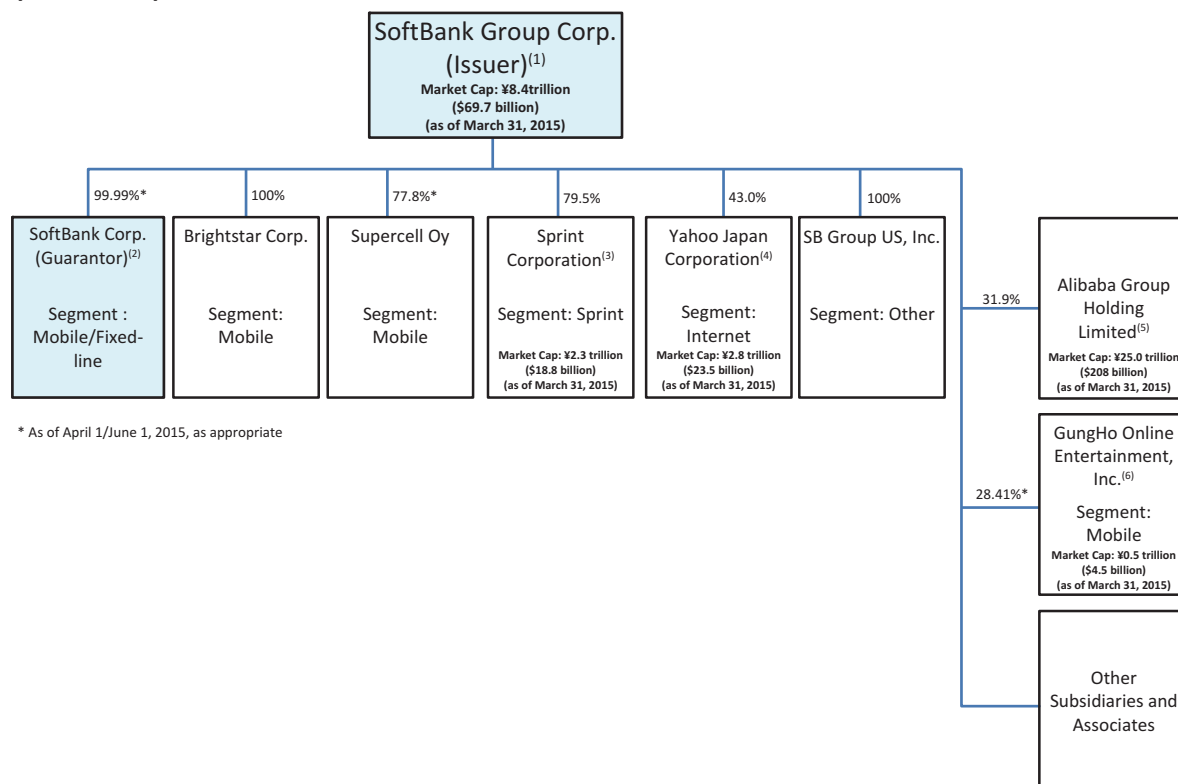 SoftBank Group Corp.
(Issuer)(1)
Market Cap: ¥8.4trillion
($69.7 billion)
(as of March 31, 2015)
99.99%*
100%
77.8%*
79.5%
43.0%
100%
SoftBank Corp.
(Guarantor)(2)
Segment :
Mobile/Fixed-
line
Brightstar Corp.
Segment:
Mobile
Supercell Oy
Segment:
Mobile
Sprint
Corporation(3)
Segment: Sprint
Market Cap: ¥2.3 trillion
($18.8 billion)
(as of March 31, 2015)
Yahoo Japan
Corporation(4)
Segment:
Internet
Market Cap: ¥2.8 trillion
($23.5 billion)
(as of March 31, 2015)
SB Group US, Inc.
Segment: Other
31.9%
Alibaba Group
Holding
Limited(5)
Market Cap: ¥25.0 trillion
($208 billion)
(as of March 31, 2015)
* As of April 1/June 1, 2015, as appropriate
28.41%*
GungHo Online
Entertainment,
Inc.(6)
Segment:
Mobile
Market Cap: ¥0.5 trillion
($4.5 billion)
(as of March 31, 2015)
Other
Subsidiaries and
Associates